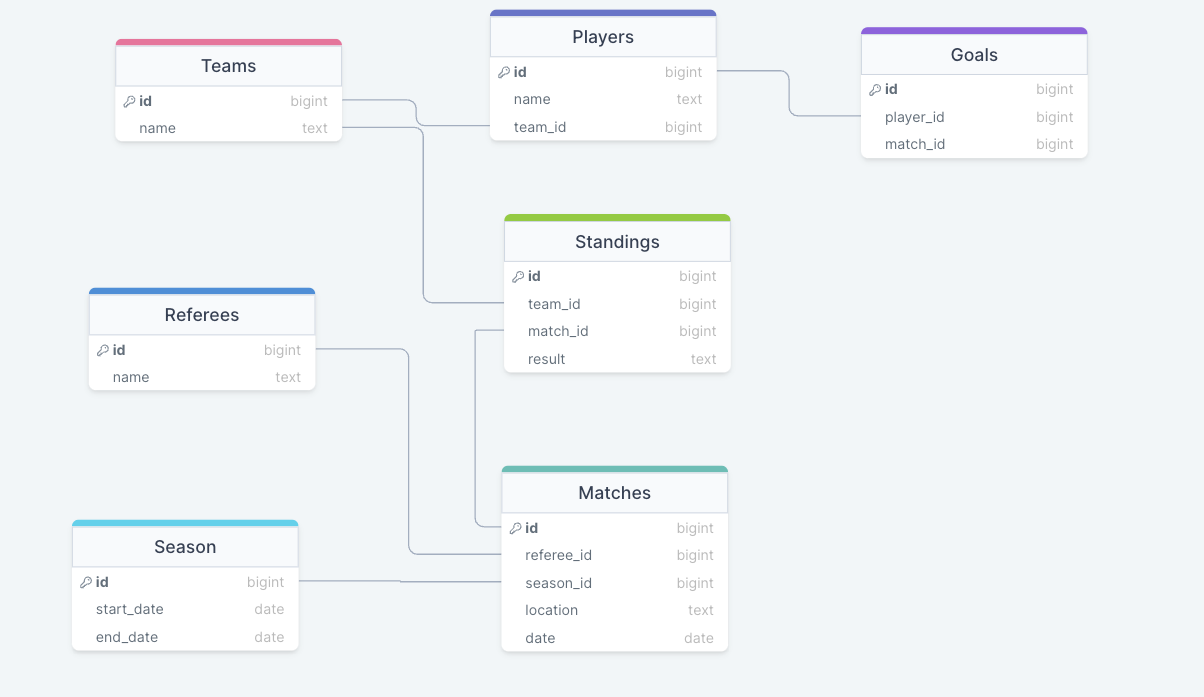 Teams
id bigint
name text
Players
id bigint
name text
team_id bigint
Goals
id bigint
player_id bigint
match_id bigint
Standings
id bigint
team_id bigint
match_id bigint
result text
Referees
id bigint
name text
Matches
id bigint
referee_id bigint
season_id bigint
location text
date date
Season
id bigint
start_date date
end_date date